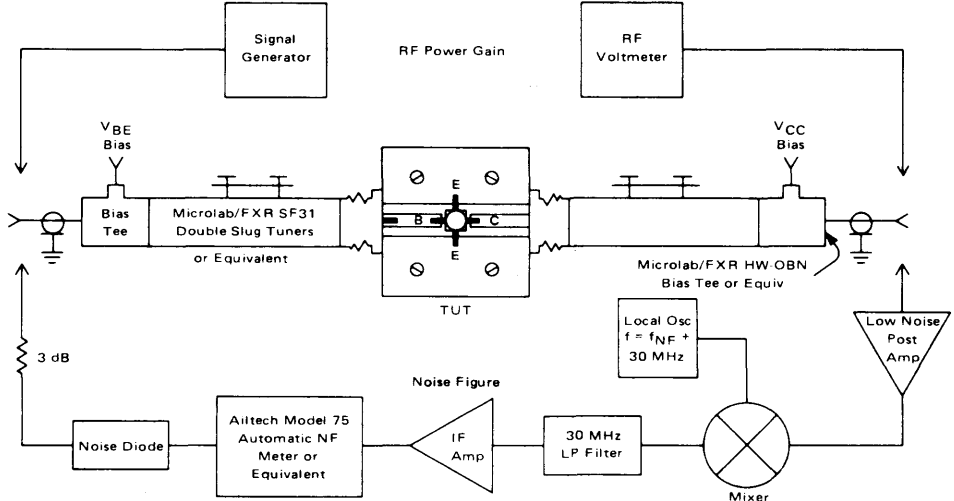 Signal
Generator
RF Power Gain
RF
Voltmeter
VBE
Bias
VCC
Bias
Bias
Tee
Microlab/FXR SF31
Double Slug Tuners
or Equivalent
E
B
C
E
TUT
Microlab/FXR HW-OBN
Bias Tee or Equiv
3 dB
Noise Figure
Local Osc
f = fNF +
30 MHz
Low Noise
Post
Amp
Noise Diode
Ailtech Model 75
Automatic NF
Meter or
Equivalent
IF
Amp
30 MHz
LP Filter
Mixer